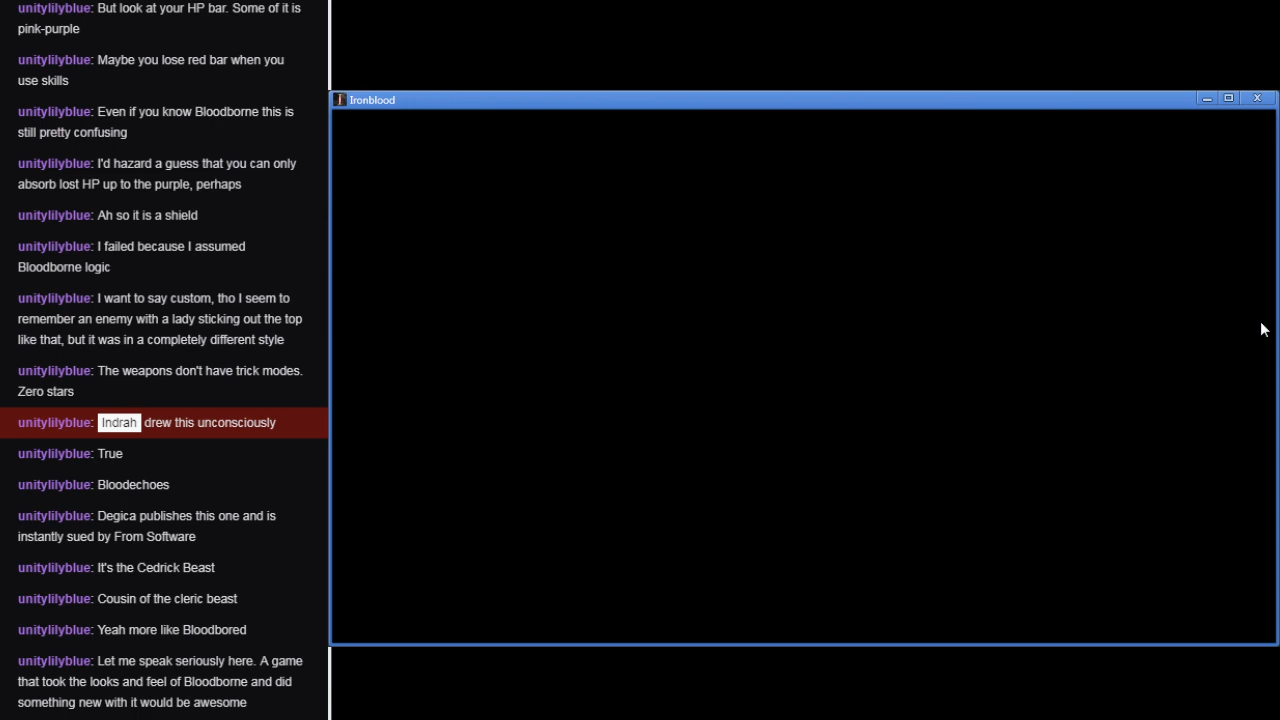 unitylilyblue: But look at your HP bar. Some of it is
pink-purple
unitylilyblue: Maybe you lose red bar when you
use skills
unitylilyblue: Even if you know Bloodborne this is
still pretty confusing
unitylilyblue: I'd hazard a guess that you can only
absorb lost HP up to the purple, perhaps
unitylilyblue: Ah so it is a shield
unitylilyblue: I failed because I assumed
Bloodborne logic
unitylilyblue: I want to say custom, tho I seem to
remember an enemy with a lady sticking out the top
like that, but it was in a completely different style
unitylilyblue: The weapons don't have trick modes.
Zero stars
unitylilyblue: Indrah drew this unconsciously
unitylilyblue: True
unitylilyblue: Bloodechoes
unitylilyblue: Degica publishes this one and is
instantly sued by From Software
unitylilyblue: It's the Cedrick Beast
unitylilyblue: Cousin of the cleric beast
unitylilyblue: Yeah more like Bloodbored
unitylilyblue: Let me speak seriously here. A game
that took the looks and feel of Bloodborne and did
something new with it would be awesome
Ironblood